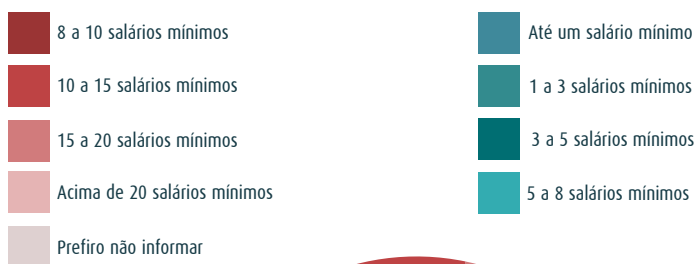 8 a 10 salários mínimos
10 a 15 salários mínimos
15 a 20 salários mínimos
Acima de 20 salários mínimos
Prefiro não informar
Até um salário mínimo
1 a 3 salários mínimos
3 a 5 salários mínimos
5 a 8 salários mínimos